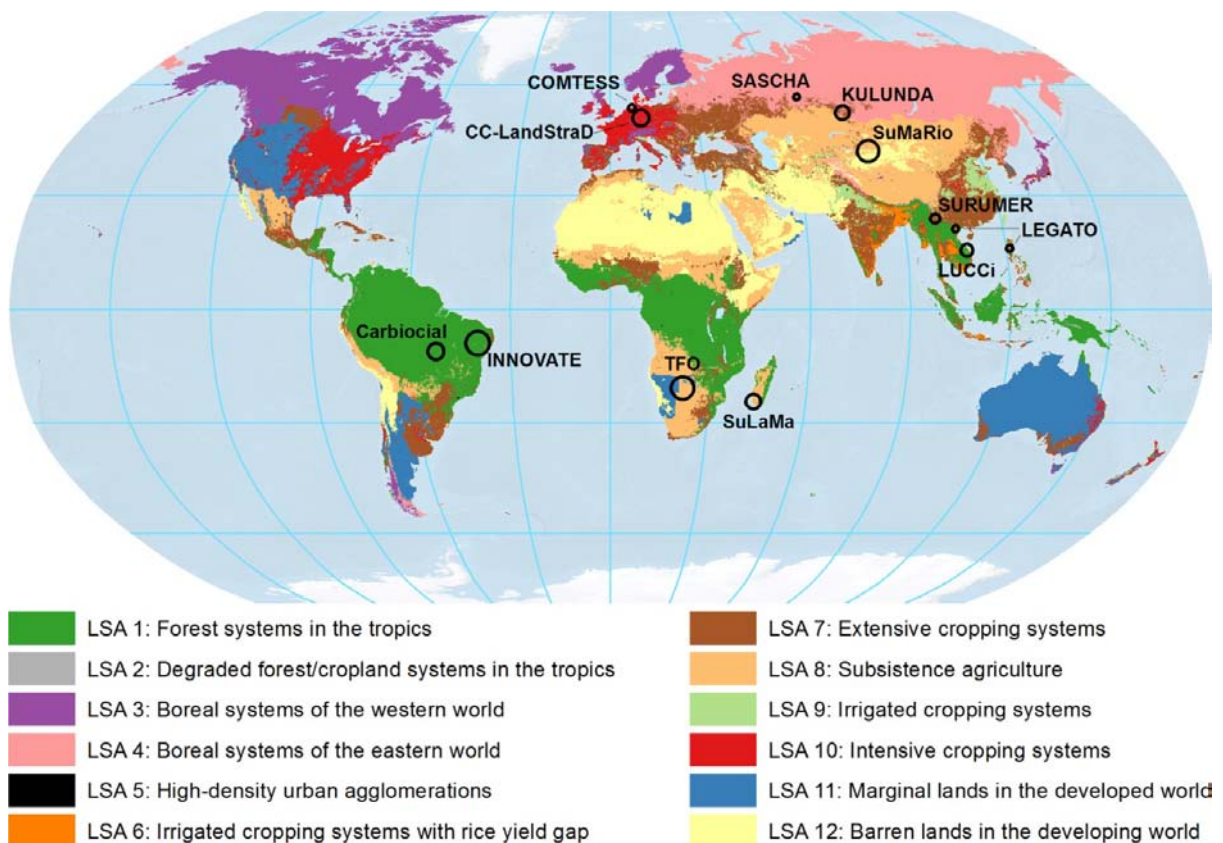 COMTESS
SASCHA
KULUNDA
CC-LandStraD
SuMaRio
SURUMER
LEGATO
LUCCi
Carbiocial
INNOVATE
TFO
SuLaMa
LSA 1: Forest systems in the tropics
LSA 2: Degraded forest/cropland systems in the tropics
LSA 3: Boreal systems of the western world
LSA 4: Boreal systems of the eastern world
LSA 5: High-density urban agglomerations
LSA 6: Irrigated cropping systems with rice yield gap
LSA 7: Extensive cropping systems
LSA 8: Subsistence agriculture
LSA 9: Irrigated cropping systems
LSA 10: Intensive cropping systems
LSA 11: Marginal lands in the developed world
LSA 12: Barren lands in the developing world